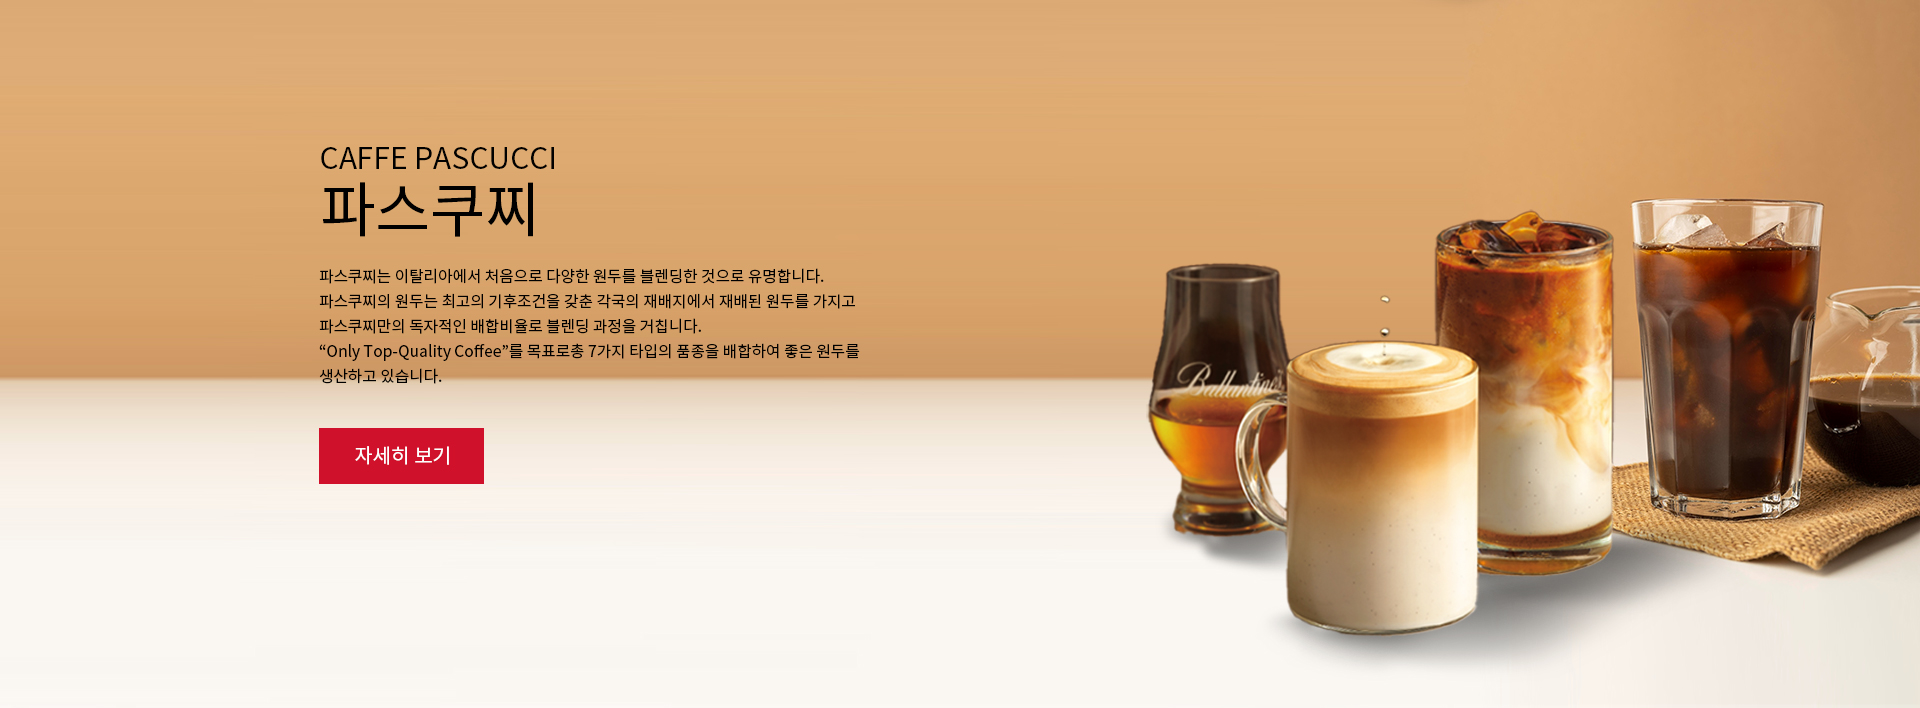 CAFFE PASCUCCI
파스쿠찌
파스쿠찌는 이탈리아에서 처음으로 다양한 원두를 블렌딩한 것으로 유명합니다.
파스쿠찌의 원두는 최고의 기후조건을 갖춘 각국의 재배지에서 재배된 원두를 가지고
파스쿠찌만의 독자적인 배합비율로 블렌딩 과정을 거칩니다.
“Only Top-Quality Coffee”를 목표로총 7가지 타입의 품종을 배합하여 좋은 원두를
생산하고 있습니다.
자세히 보기
Ballantine's